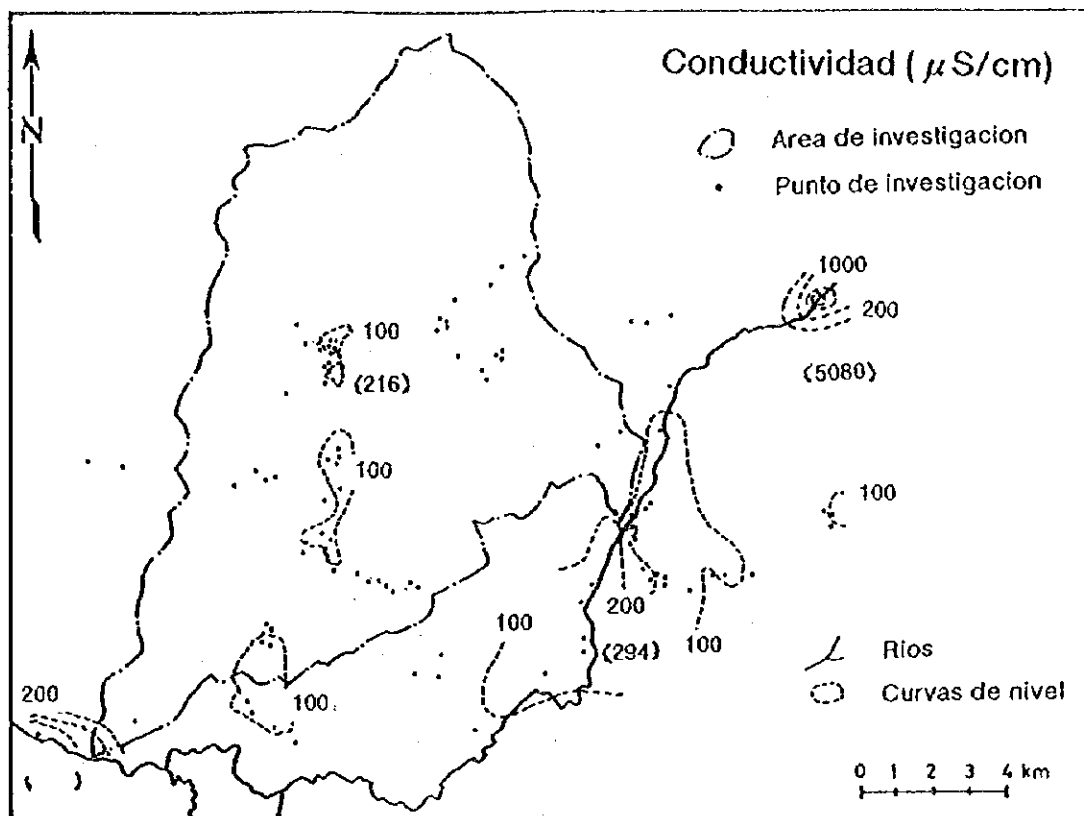 N
Conductividad ( μ S/cm)
Area de investigacion
Punto de investigacion
1000
200
100
(216)
(5080)
100
100
200
100
(294)
100
200
100
Rios
Curvas de nivel
( )
0 1 2 3 4 km